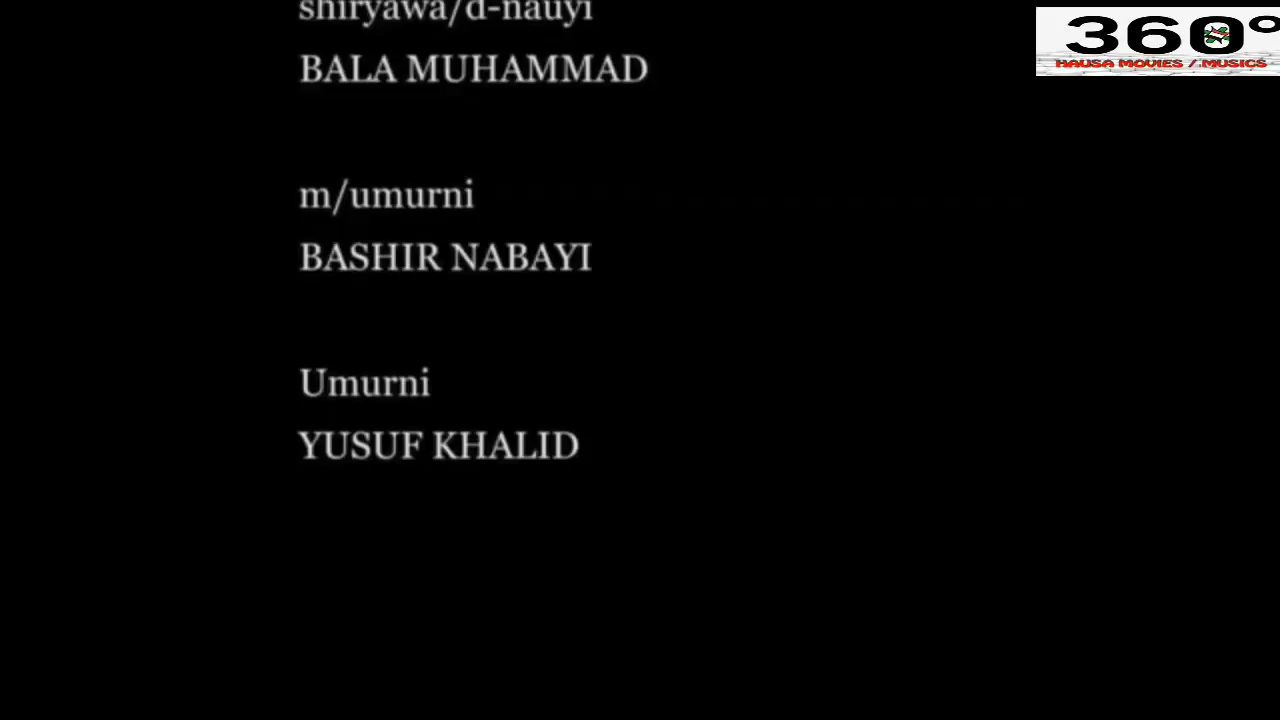 shiryawa/d-nauyi
BALA MUHAMMAD
m/umurni
BASHIR NABAYI
Umurni
YUSUF KHALID
360°
HAUSA MOVIES / MUSICS